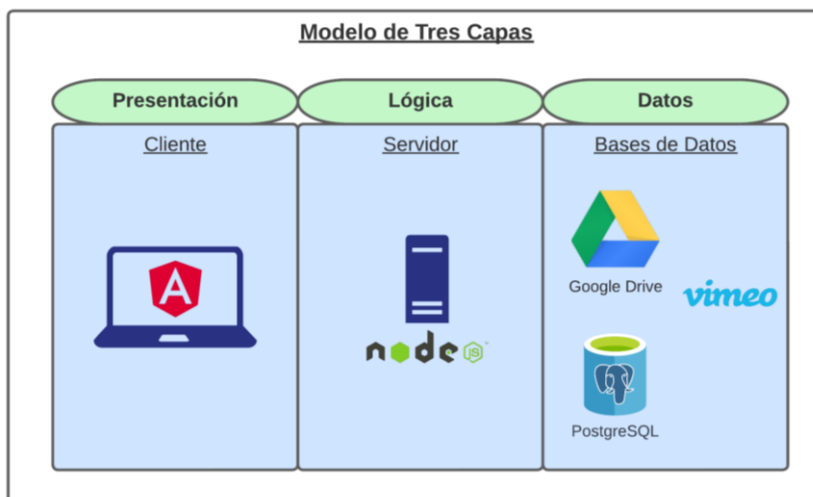 Modelo de Tres Capas
Presentación
Lógica
Datos
Cliente
Servidor
Bases de Datos
A
node JS
Google Drive
vimeo
PostgreSQL